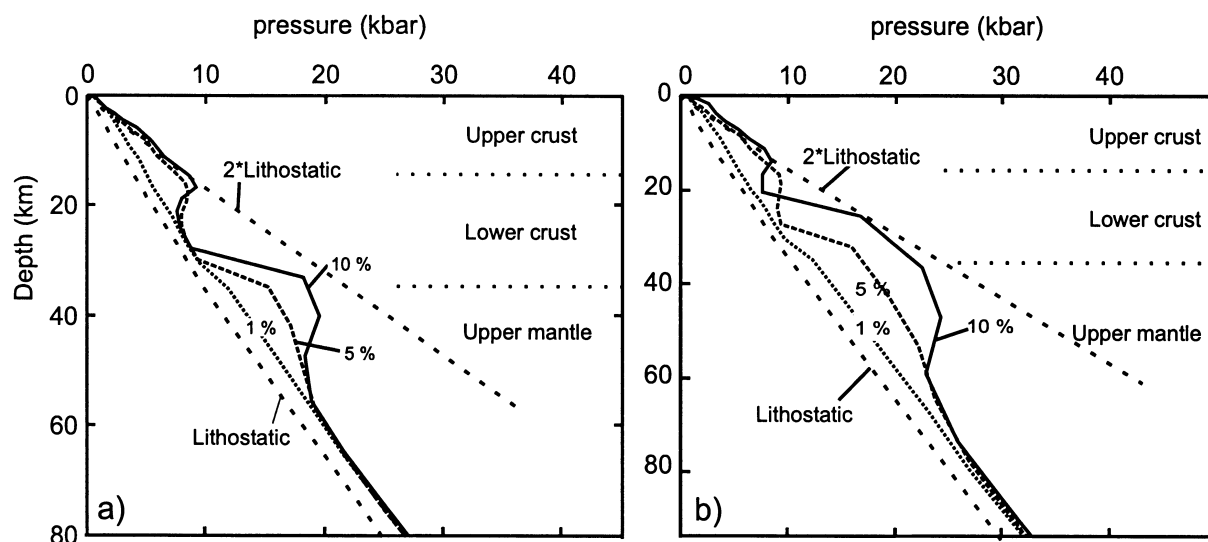 pressure (kbar)
0 10 20 30 40
0
20
40
60
80
Depth (km)
Upper crust
2*Lithostatic
Lower crust
10 %
1 %
5 %
Upper mantle
Lithostatic
a)
pressure (kbar)
0 10 20 30 40
0
20
40
60
80
Upper crust
2*Lithostatic
Lower crust
5 %
1 %
10 %
Upper mantle
Lithostatic
b)